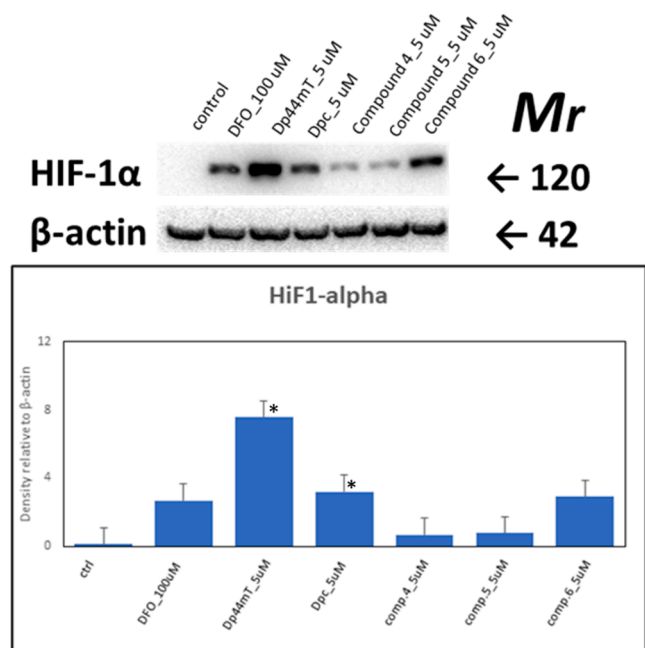 control
DFO_100 uM
Dp44mT_5 uM
Dpc_5 uM
Compound 4_5 uM
Compound 5_5 uM
Compound 6_5 uM
Mr
HIF-1α
← 120
β-actin
← 42
HiF1-alpha
Density relative to β-actin
12
8
4
0
*
*
ctrl
DFO_100uM
Dp44mT_5uM
Dpc_5uM
comp.4_5uM
comp.5_5uM
comp.6_5uM